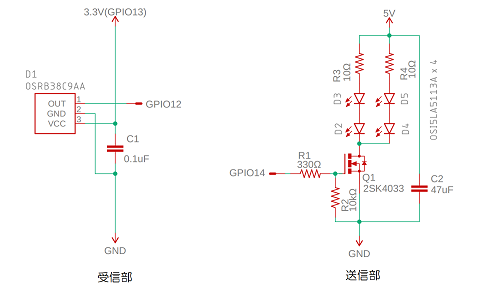 3.3V(GPIO13)
D1
OSRB38C9AA
OUT
GND
VCC
1
2
3
GPIO12
C1
0.1uF
GND
受信部
5V
R3
10Ω
R4
10Ω
D3
D5
D2
D4
OSI5LA5113A x 4
GPIO14
R1
330Ω
R2
10kΩ
Q1
2SK4033
C2
47uF
GND
送信部